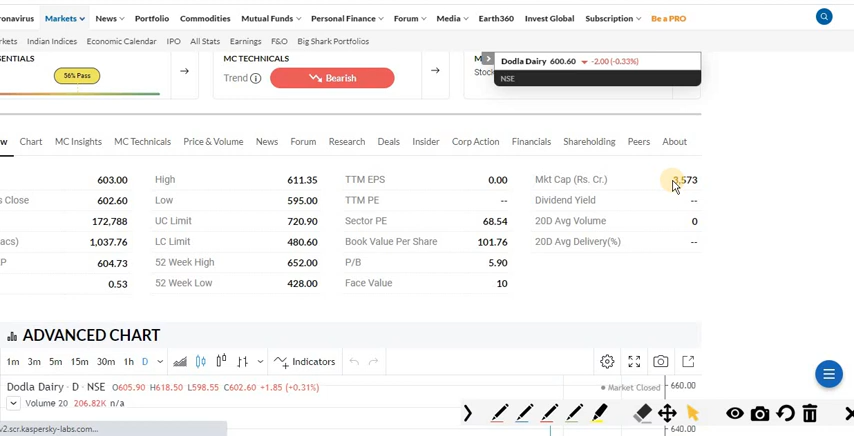 onavirus Markets News Portfolio Commodities Mutual Funds Personal Finance Forum Media Earth360 Invest Global Subscription Be a PRO
rkets Indian Indices Economic Calendar IPO All Stats Earnings F&O Big Shark Portfolios
ENTIALS MC TECHNICALS M
56% Pass Trend Bearish Stoc
Dodla Dairy 600.60 -2.00 (-0.33%)
NSE
w Chart MC Insights MC Technicals Price & Volume News Forum Research Deals Insider Corp Action Financials Shareholding Peers About
603.00 High 611.35 TTM EPS 0.00 Mkt Cap (Rs. Cr.) 3,573
s Close 602.60 Low 595.00 TTM PE -- Dividend Yield --
172,788 UC Limit 720.90 Sector PE 68.54 20D Avg Volume 0
acs) 1,037.76 LC Limit 480.60 Book Value Per Share 101.76 20D Avg Delivery(%) --
P 604.73 52 Week High 652.00 P/B 5.90
0.53 52 Week Low 428.00 Face Value 10
ADVANCED CHART
1m 3m 5m 15m 30m 1h D Indicators
Dodla Dairy · D · NSE O605.90 H618.50 L598.55 C602.60 +1.85 (+0.31%) Market Closed 660.00
Volume 20 206.82K n/a
640.00
v2.scr.kaspersky-labs.com...